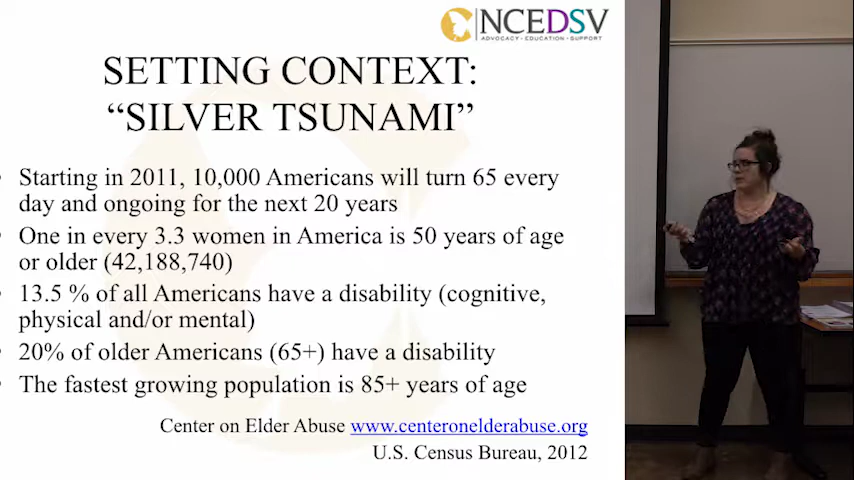 NCEDSV
ADVOCACY · EDUCATION · SUPPORT
SETTING CONTEXT:
“SILVER TSUNAMI”
Starting in 2011, 10,000 Americans will turn 65 every
day and ongoing for the next 20 years
One in every 3.3 women in America is 50 years of age
or older (42,188,740)
13.5 % of all Americans have a disability (cognitive,
physical and/or mental)
20% of older Americans (65+) have a disability
The fastest growing population is 85+ years of age
Center on Elder Abuse www.centeronelderabuse.org
U.S. Census Bureau, 2012